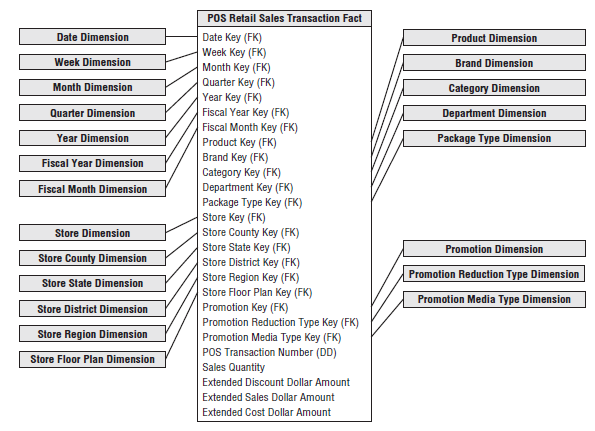 POS Retail Sales Transaction Fact
Date Key (FK)
Week Key (FK)
Month Key (FK)
Quarter Key (FK)
Year Key (FK)
Fiscal Year Key (FK)
Fiscal Month Key (FK)
Product Key (FK)
Brand Key (FK)
Category Key (FK)
Department Key (FK)
Package Type Key (FK)
Store Key (FK)
Store County Key (FK)
Store State Key (FK)
Store District Key (FK)
Store Region Key (FK)
Store Floor Plan Key (FK)
Promotion Key (FK)
Promotion Reduction Type Key (FK)
Promotion Media Type Key (FK)
POS Transaction Number (DD)
Sales Quantity
Extended Discount Dollar Amount
Extended Sales Dollar Amount
Extended Cost Dollar Amount
Date Dimension
Week Dimension
Month Dimension
Quarter Dimension
Year Dimension
Fiscal Year Dimension
Fiscal Month Dimension
Store Dimension
Store County Dimension
Store State Dimension
Store District Dimension
Store Region Dimension
Store Floor Plan Dimension
Product Dimension
Brand Dimension
Category Dimension
Department Dimension
Package Type Dimension
Promotion Dimension
Promotion Reduction Type Dimension
Promotion Media Type Dimension